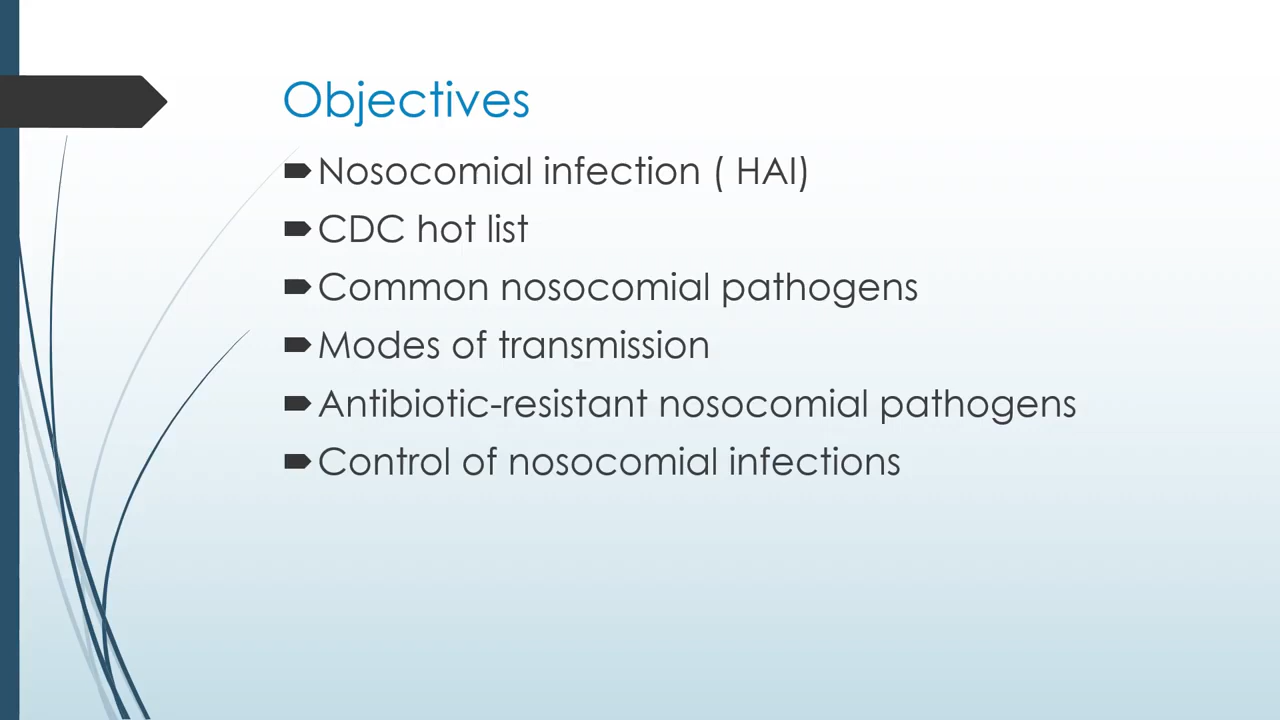 Objectives
Nosocomial infection ( HAI)
CDC hot list
Common nosocomial pathogens
Modes of transmission
Antibiotic-resistant nosocomial pathogens
Control of nosocomial infections